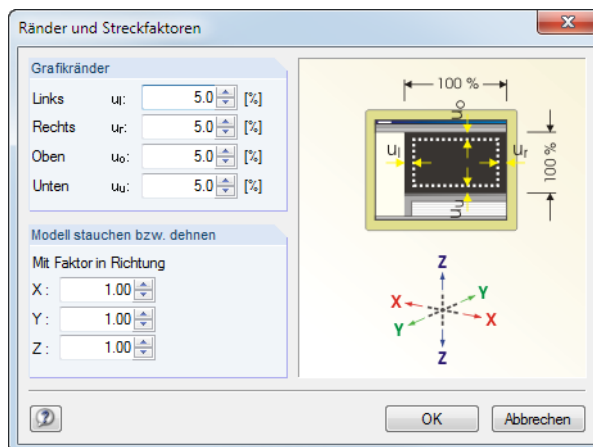 Ränder und Streckfaktoren
Grafikränder
Links ul: 5.0 [%]
Rechts ur: 5.0 [%]
Oben uo: 5.0 [%]
Unten uu: 5.0 [%]
Modell stauchen bzw. dehnen
Mit Faktor in Richtung
X : 1.00
Y : 1.00
Z : 1.00
100 %
uo
ul
ur
100 %
uu
Z
X
Y
Y
X
Z
OK
Abbrechen